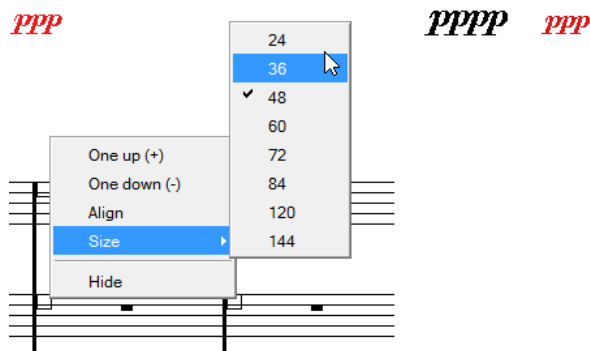 ppp
pppp ppp
24
36
48
60
72
84
120
144
One up (+)
One down (-)
Align
Size
Hide